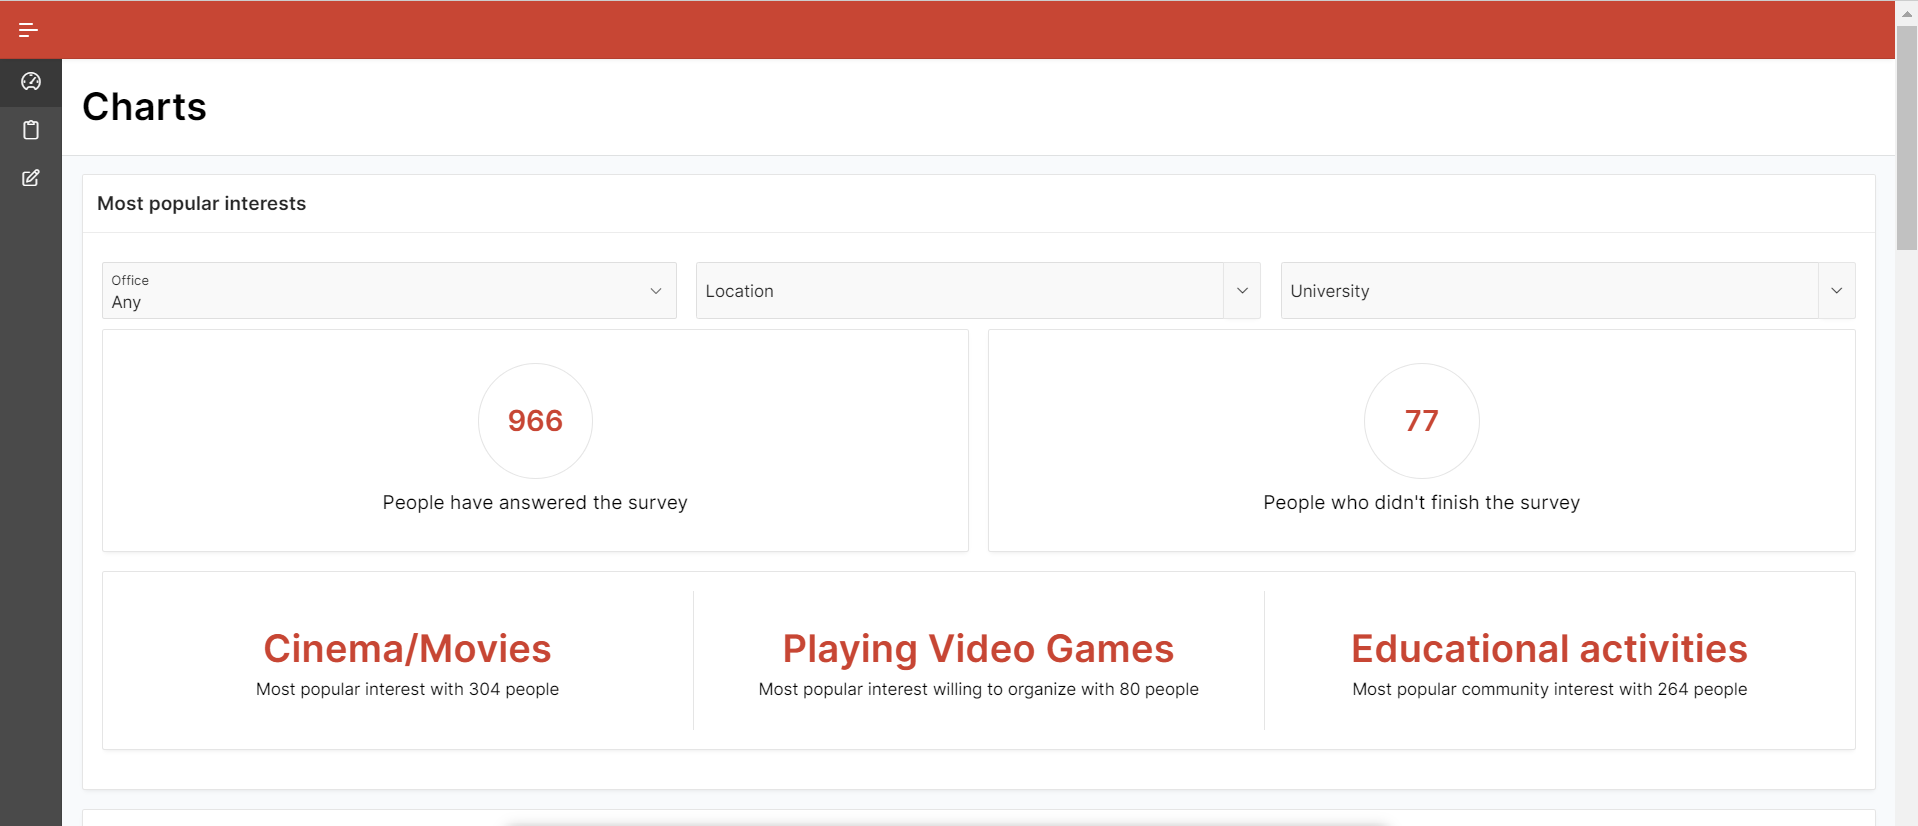 Charts
Most popular interests
Office
Any
Location
University
966
People have answered the survey
77
People who didn't finish the survey
Cinema/Movies
Most popular interest with 304 people
Playing Video Games
Most popular interest willing to organize with 80 people
Educational activities
Most popular community interest with 264 people